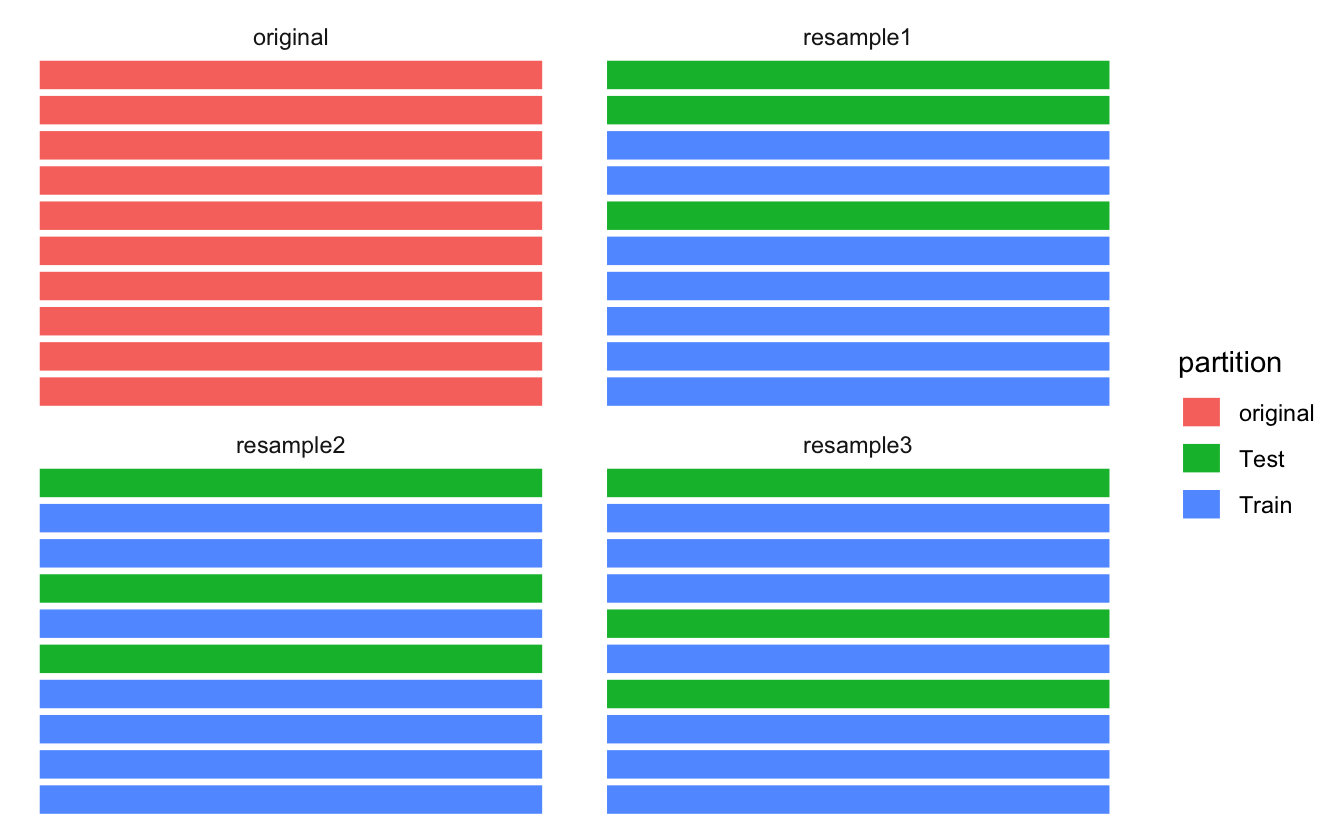 original
resample1
resample2
resample3
partition
original
Test
Train